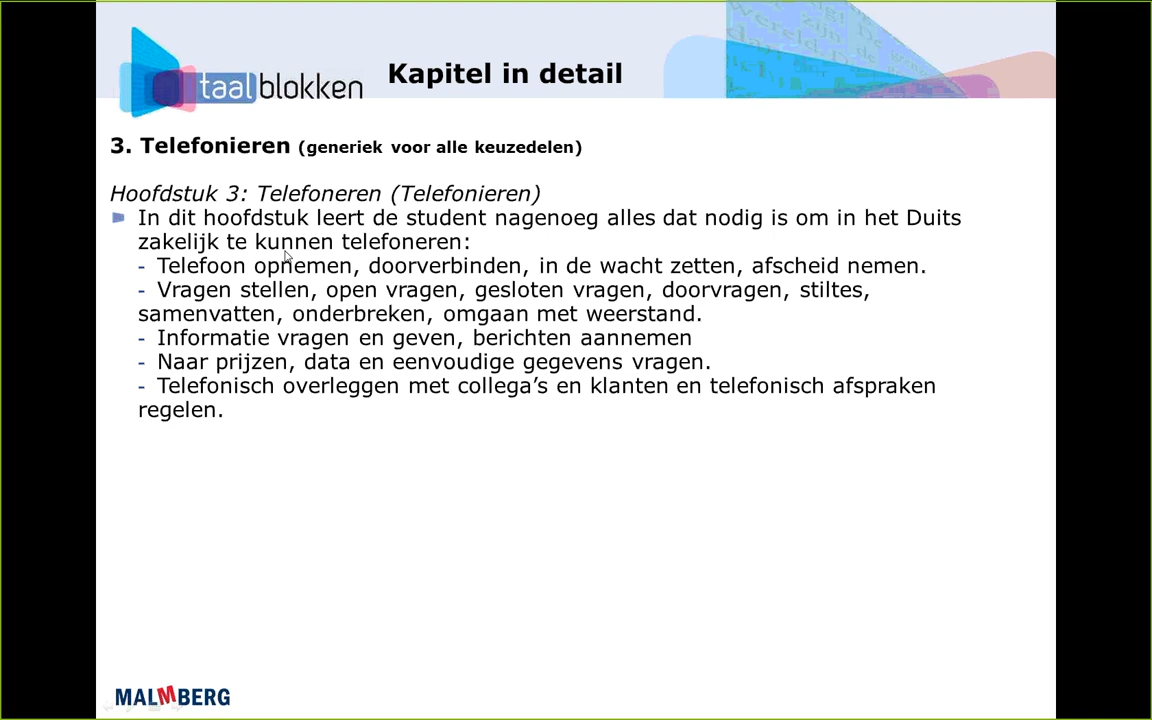 taalblokken
Kapitel in detail
3. Telefonieren (generiek voor alle keuzedelen)
Hoofdstuk 3: Telefoneren (Telefonieren)
In dit hoofdstuk leert de student nagenoeg alles dat nodig is om in het Duits
zakelijk te kunnen telefoneren:
- Telefoon opnemen, doorverbinden, in de wacht zetten, afscheid nemen.
- Vragen stellen, open vragen, gesloten vragen, doorvragen, stiltes,
samenvatten, onderbreken, omgaan met weerstand.
- Informatie vragen en geven, berichten aannemen
- Naar prijzen, data en eenvoudige gegevens vragen.
- Telefonisch overleggen met collega’s en klanten en telefonisch afspraken
regelen.
MALMBERG